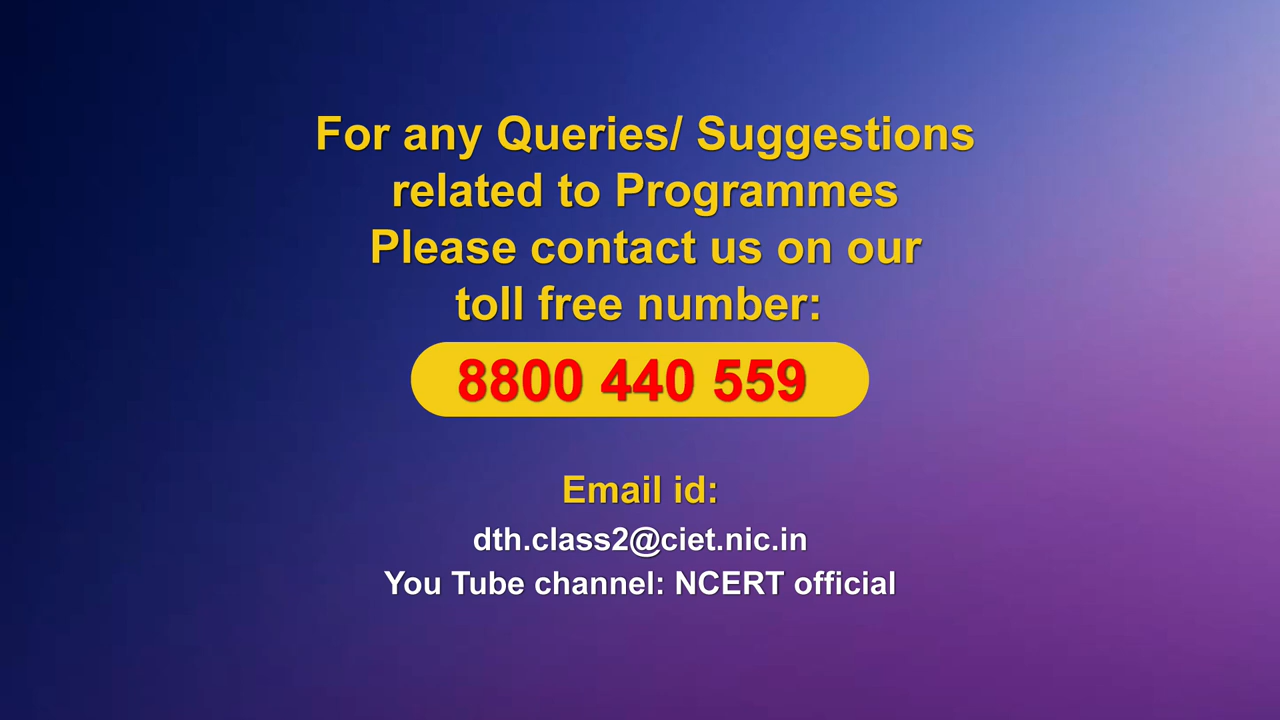 For any Queries/ Suggestions
related to Programmes
Please contact us on our
toll free number:
8800 440 559
Email id:
dth.class2@ciet.nic.in
You Tube channel: NCERT official